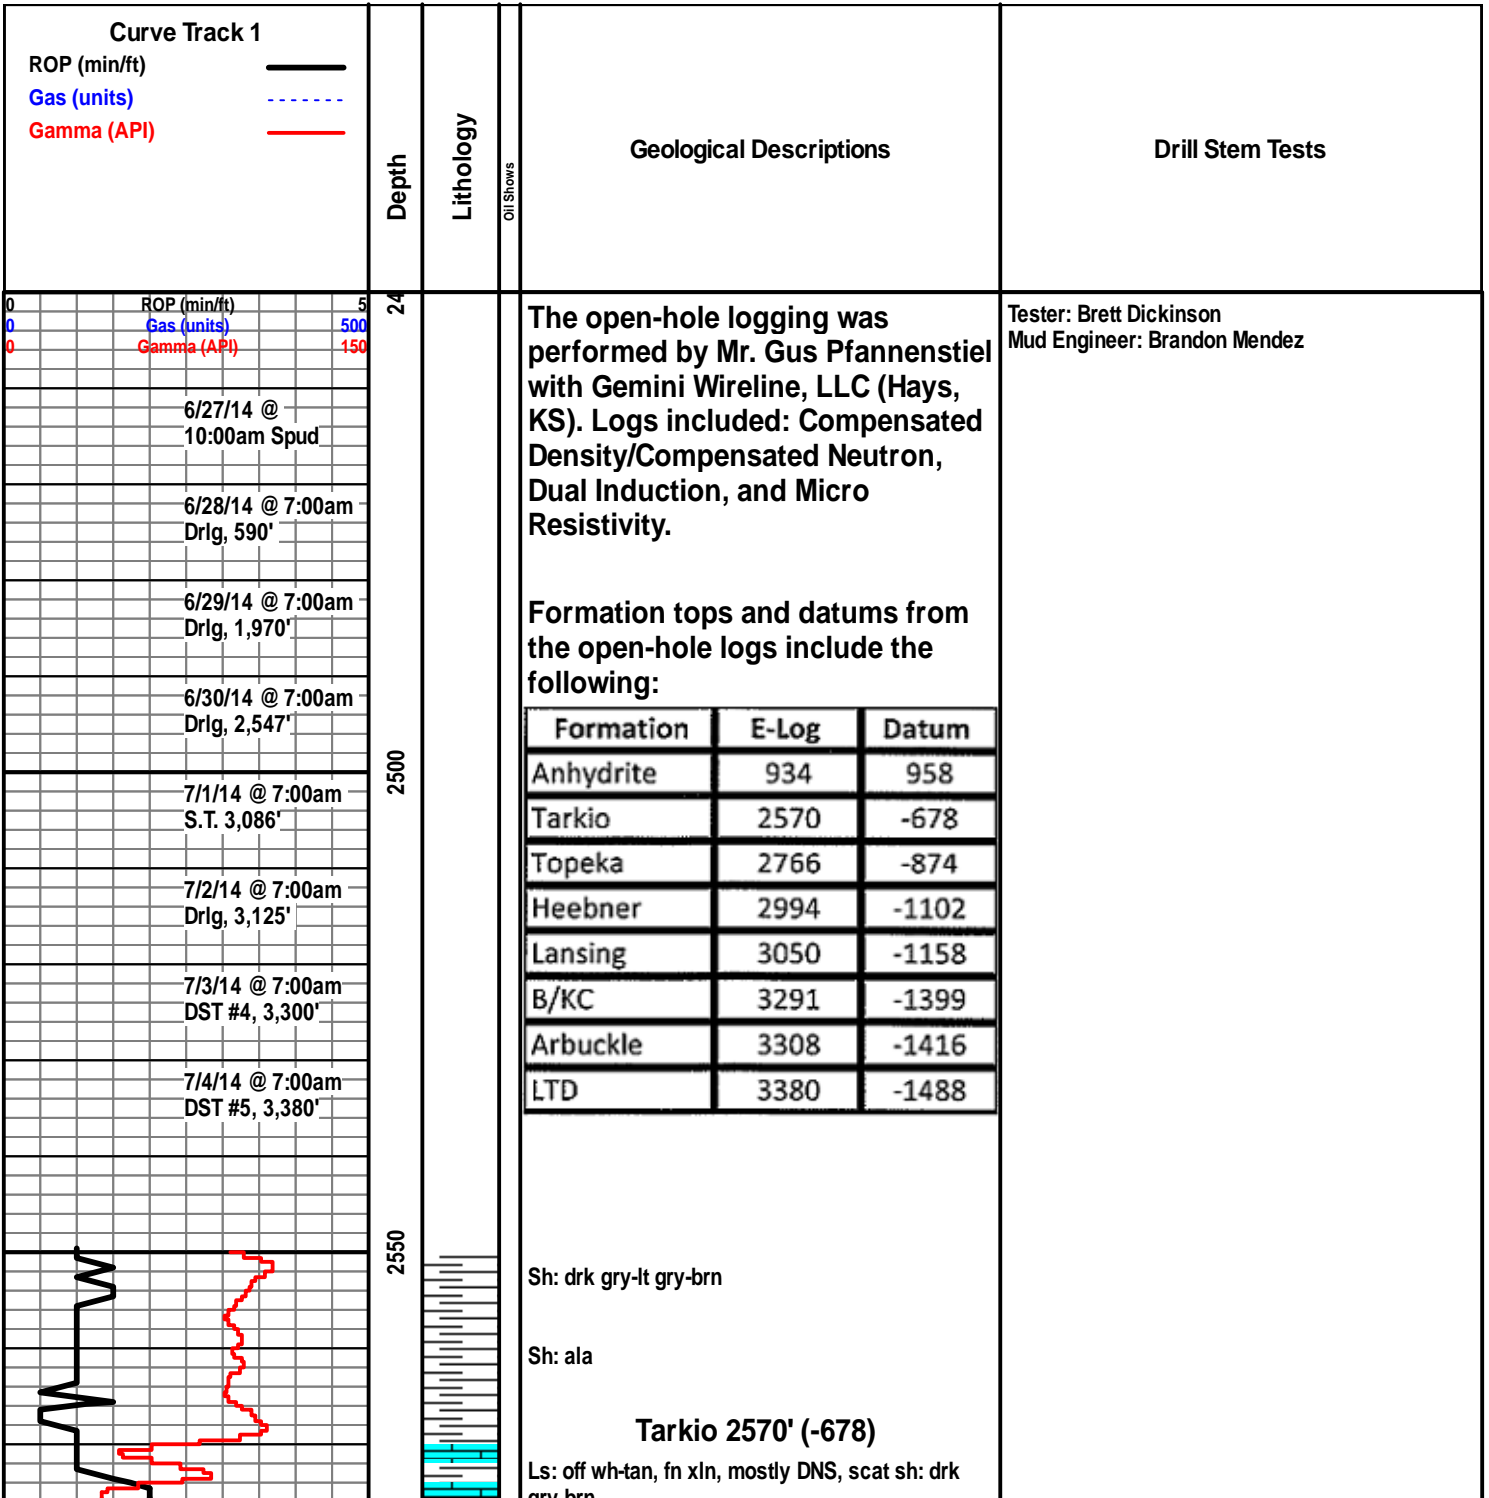 Curve Track 1
ROP (min/ft)
Gas (units)
Gamma (API)
Depth
Lithology
Oil Shows
Geological Descriptions
Drill Stem Tests
0 ROP (min/ft) 5
0 Gas (units) 500
0 Gamma (API) 150
24
6/27/14 @
10:00am Spud
6/28/14 @ 7:00am
Drlg, 590'
6/29/14 @ 7:00am
Drlg, 1,970'
6/30/14 @ 7:00am
Drlg, 2,547'
7/1/14 @ 7:00am
S.T. 3,086'
7/2/14 @ 7:00am
Drlg, 3,125'
7/3/14 @ 7:00am
DST #4, 3,300'
7/4/14 @ 7:00am
DST #5, 3,380'
2500
2550
The open-hole logging was
performed by Mr. Gus Pfannenstiel
with Gemini Wireline, LLC (Hays,
KS). Logs included: Compensated
Density/Compensated Neutron,
Dual Induction, and Micro
Resistivity.
Formation tops and datums from
the open-hole logs include the
following:
Formation E-Log Datum
Anhydrite 934 958
Tarkio 2570 -678
Topeka 2766 -874
Heebner 2994 -1102
Lansing 3050 -1158
B/KC 3291 -1399
Arbuckle 3308 -1416
LTD 3380 -1488
Sh: drk gry-lt gry-brn
Sh: ala
Tarkio 2570' (-678)
Ls: off wh-tan, fn xln, mostly DNS, scat sh: drk
gry-brn
Tester: Brett Dickinson
Mud Engineer: Brandon Mendez